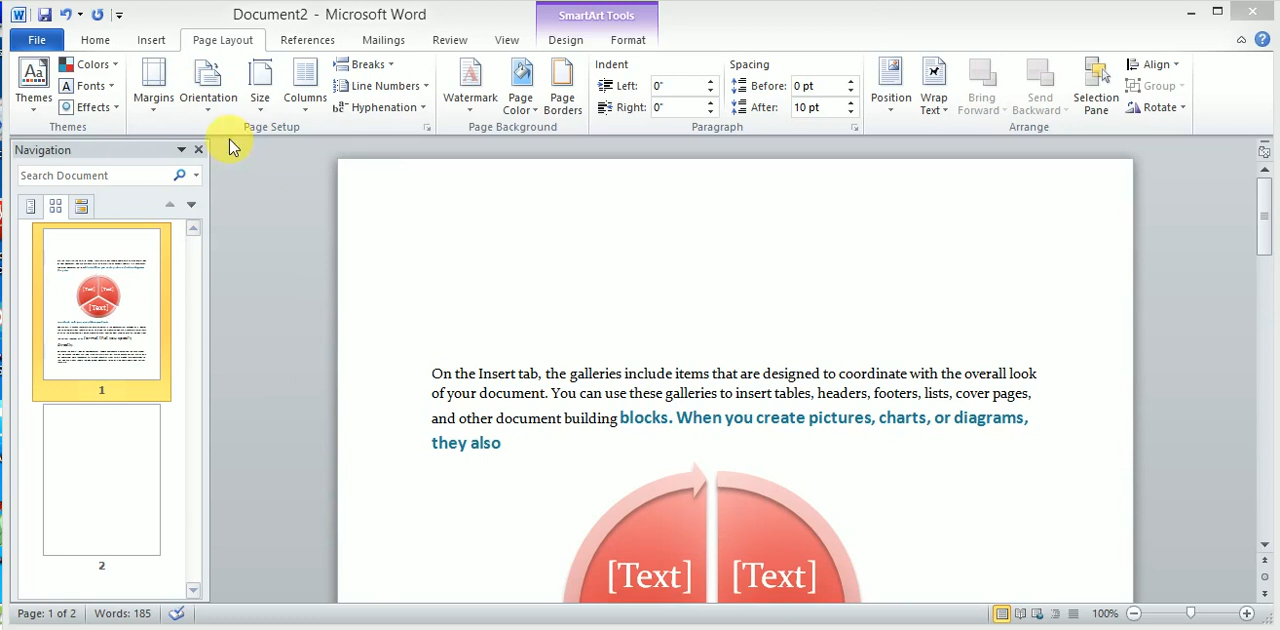 Document2 - Microsoft Word
SmartArt Tools
File Home Insert Page Layout References Mailings Review View Design Format
Themes
Colors
Fonts
Effects
Themes
Margins
Orientation
Size
Columns
Breaks
Line Numbers
Hyphenation
Page Setup
Watermark
Page Color
Page Borders
Page Background
Indent
Left: 0"
Right: 0"
Spacing
Before: 0 pt
After: 10 pt
Paragraph
Position
Wrap Text
Bring Forward
Send Backward
Selection Pane
Align
Group
Rotate
Arrange
Navigation
Search Document
1
2
On the Insert tab, the galleries include items that are designed to coordinate with the overall look
of your document. You can use these galleries to insert tables, headers, footers, lists, cover pages,
and other document building blocks. When you create pictures, charts, or diagrams,
they also
[Text] [Text]
Page: 1 of 2 Words: 185 100%